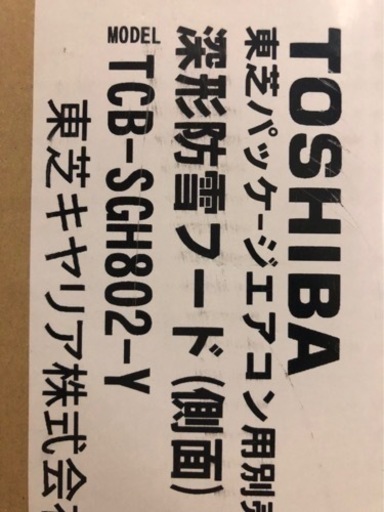 TOSHIBA
東芝パッケージエアコン用別売
深形防雪フード(側面)
MODEL TCB-SGH802-Y
東芝キヤリア株式会